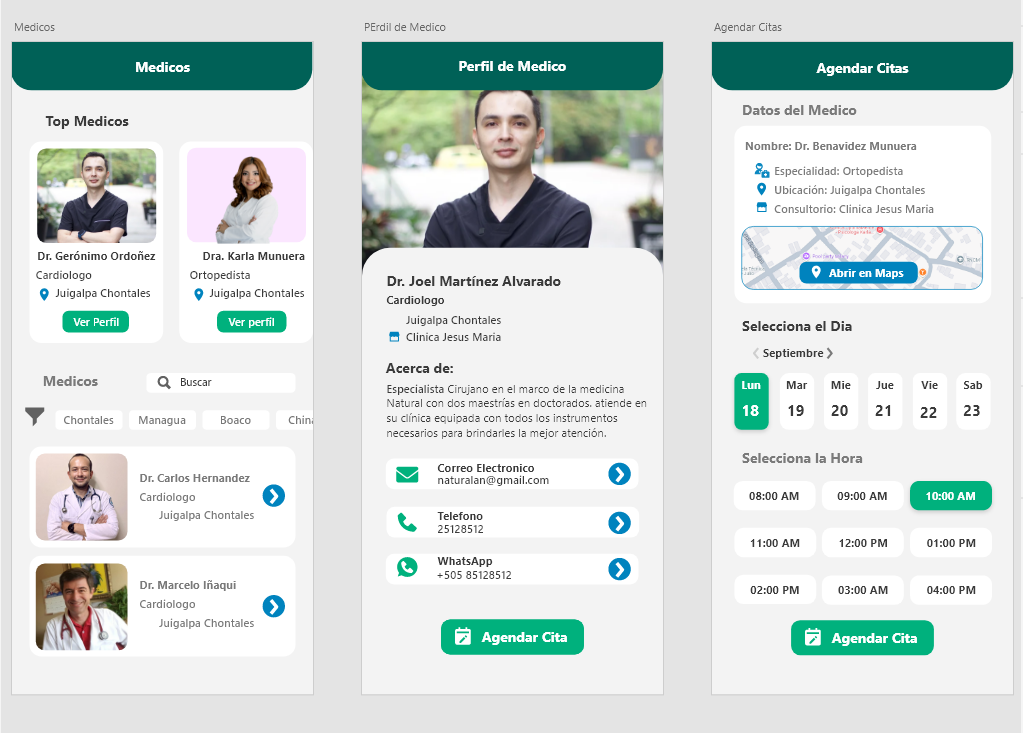 Medicos
Medicos
Top Medicos
Dr. Gerónimo Ordoñez
Cardiologo
Juigalpa Chontales
Ver Perfil
Dra. Karla Munuera
Ortopedista
Juigalpa Chontales
Ver perfil
Medicos
Buscar
Chontales
Managua
Boaco
China
Dr. Carlos Hernandez
Cardiologo
Juigalpa Chontales
Dr. Marcelo Iñaqui
Cardiologo
Juigalpa Chontales
PErdil de Medico
Perfil de Medico
Dr. Joel Martínez Alvarado
Cardiologo
Juigalpa Chontales
Clinica Jesus Maria
Acerca de:
Especialista Cirujano en el marco de la medicina
Natural con dos maestrías en doctorados. atiende en
su clínica equipada con todos los instrumentos
necesarios para brindarles la mejor atención.
Correo Electronico
naturalan@gmail.com
Telefono
25128512
WhatsApp
+505 85128512
Agendar Cita
Agendar Citas
Agendar Citas
Datos del Medico
Nombre: Dr. Benavidez Munuera
Especialidad: Ortopedista
Ubicación: Juigalpa Chontales
Consultorio: Clinica Jesus Maria
Abrir en Maps
Selecciona el Dia
Septiembre
Lun Mar Mie Jue Vie Sab
18 19 20 21 22 23
Selecciona la Hora
08:00 AM 09:00 AM 10:00 AM
11:00 AM 12:00 PM 01:00 PM
02:00 PM 03:00 AM 04:00 PM
Agendar Cita